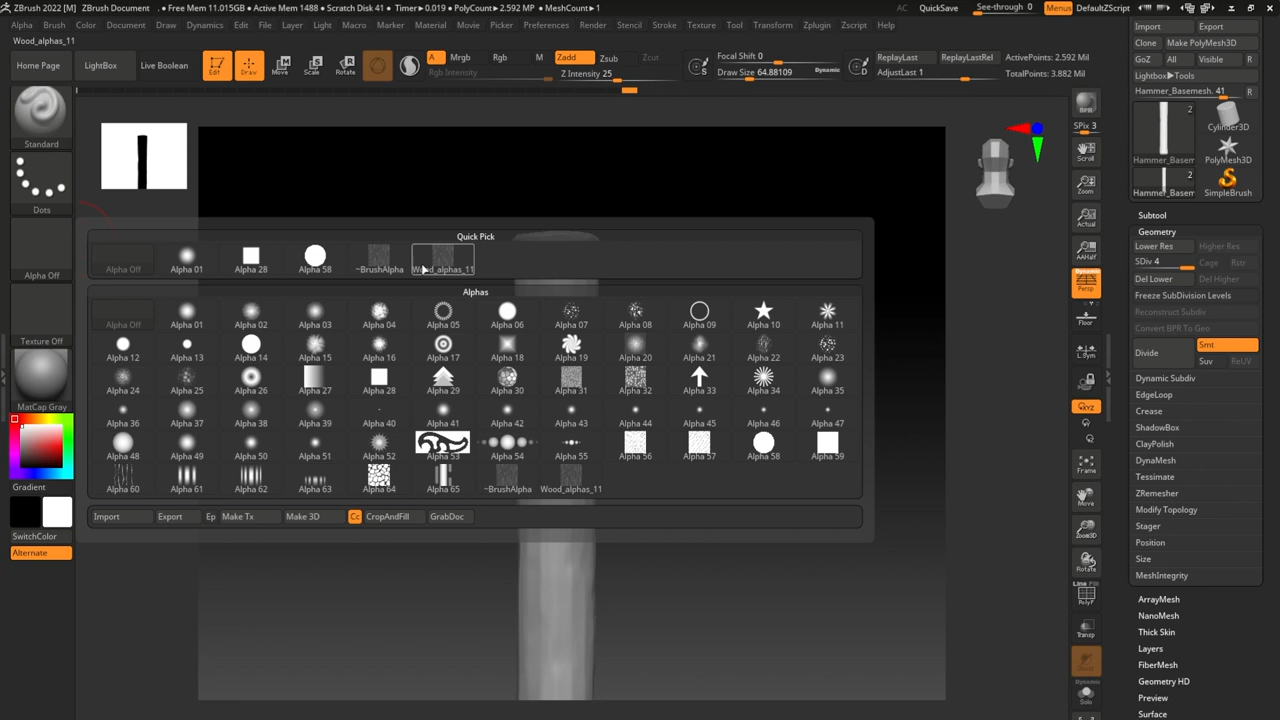 ZBrush 2022 [M] ZBrush Document . • Free Mem 11.015GB • Active Mem 1488 • Scratch Disk 41 • Timer▸0.019 • PolyCount▸2.592 MP • MeshCount▸1 AC QuickSave See-through 0 Menus DefaultZScript
Alpha Brush Color Document Draw Dynamics Edit File Layer Light Macro Marker Material Movie Picker Preferences Render Stencil Stroke Texture Tool Transform Zplugin Zscript Help
Wood_alphas_11
Home Page LightBox Live Boolean Edit Draw Move Scale Rotate A Mrgb Rgb M Zadd Zsub Zcut
Rgb Intensity Z Intensity 25
Focal Shift 0
Draw Size 64.88109 Dynamic
ReplayLast ReplayLastRel
AdjustLast 1
ActivePoints: 2.592 mil
TotalPoints: 3.882 mil
Standard
Dots
Alpha Off
Texture Off
MatCap Gray
Gradient
SwitchColor
Alternate
Quick Pick
Alpha Off Alpha 01 Alpha 28 Alpha 58 ~BrushAlpha Wood_alphas_11
Alphas
Alpha Off Alpha 01 Alpha 02 Alpha 03 Alpha 04 Alpha 05 Alpha 06 Alpha 07 Alpha 08 Alpha 09 Alpha 10 Alpha 11
Alpha 12 Alpha 13 Alpha 14 Alpha 15 Alpha 16 Alpha 17 Alpha 18 Alpha 19 Alpha 20 Alpha 21 Alpha 22 Alpha 23
Alpha 24 Alpha 25 Alpha 26 Alpha 27 Alpha 28 Alpha 29 Alpha 30 Alpha 31 Alpha 32 Alpha 33 Alpha 34 Alpha 35
Alpha 36 Alpha 37 Alpha 38 Alpha 39 Alpha 40 Alpha 41 Alpha 42 Alpha 43 Alpha 44 Alpha 45 Alpha 46 Alpha 47
Alpha 48 Alpha 49 Alpha 50 Alpha 51 Alpha 52 Alpha 53 Alpha 54 Alpha 55 Alpha 56 Alpha 57 Alpha 58 Alpha 59
Alpha 60 Alpha 61 Alpha 62 Alpha 63 Alpha 64 Alpha 65 ~BrushAlpha Wood_alphas_11
Import Export Ep Make Tx Make 3D Cc CropAndFill GrabDoc
BPR
SPix 3
Scroll
Zoom
Actual
AAHalf
Dynamic
Persp
Floor
L.Sym
XYZ
Frame
Move
Zoom3D
Rotate
Line Fill
PolyF
Transp
Dynamic
Solo
Import Export
Clone Make PolyMesh3D
GoZ All Visible R
Lightbox▸Tools
Hammer_Basemesh. 41 R
2
Cylinder3D
Hammer_Basem PolyMesh3D
2
Hammer_Basem SimpleBrush
Subtool
Geometry
Lower Res Higher Res
SDiv 4 Cage Rstr
Del Lower Del Higher
Freeze SubDivision Levels
Reconstruct Subdiv
Convert BPR To Geo
Divide Smt
Suv ReUV
Dynamic Subdiv
EdgeLoop
Crease
ShadowBox
ClayPolish
DynaMesh
Tessimate
ZRemesher
Modify Topology
Stager
Position
Size
MeshIntegrity
ArrayMesh
NanoMesh
Thick Skin
Layers
FiberMesh
Geometry HD
Preview
Surface